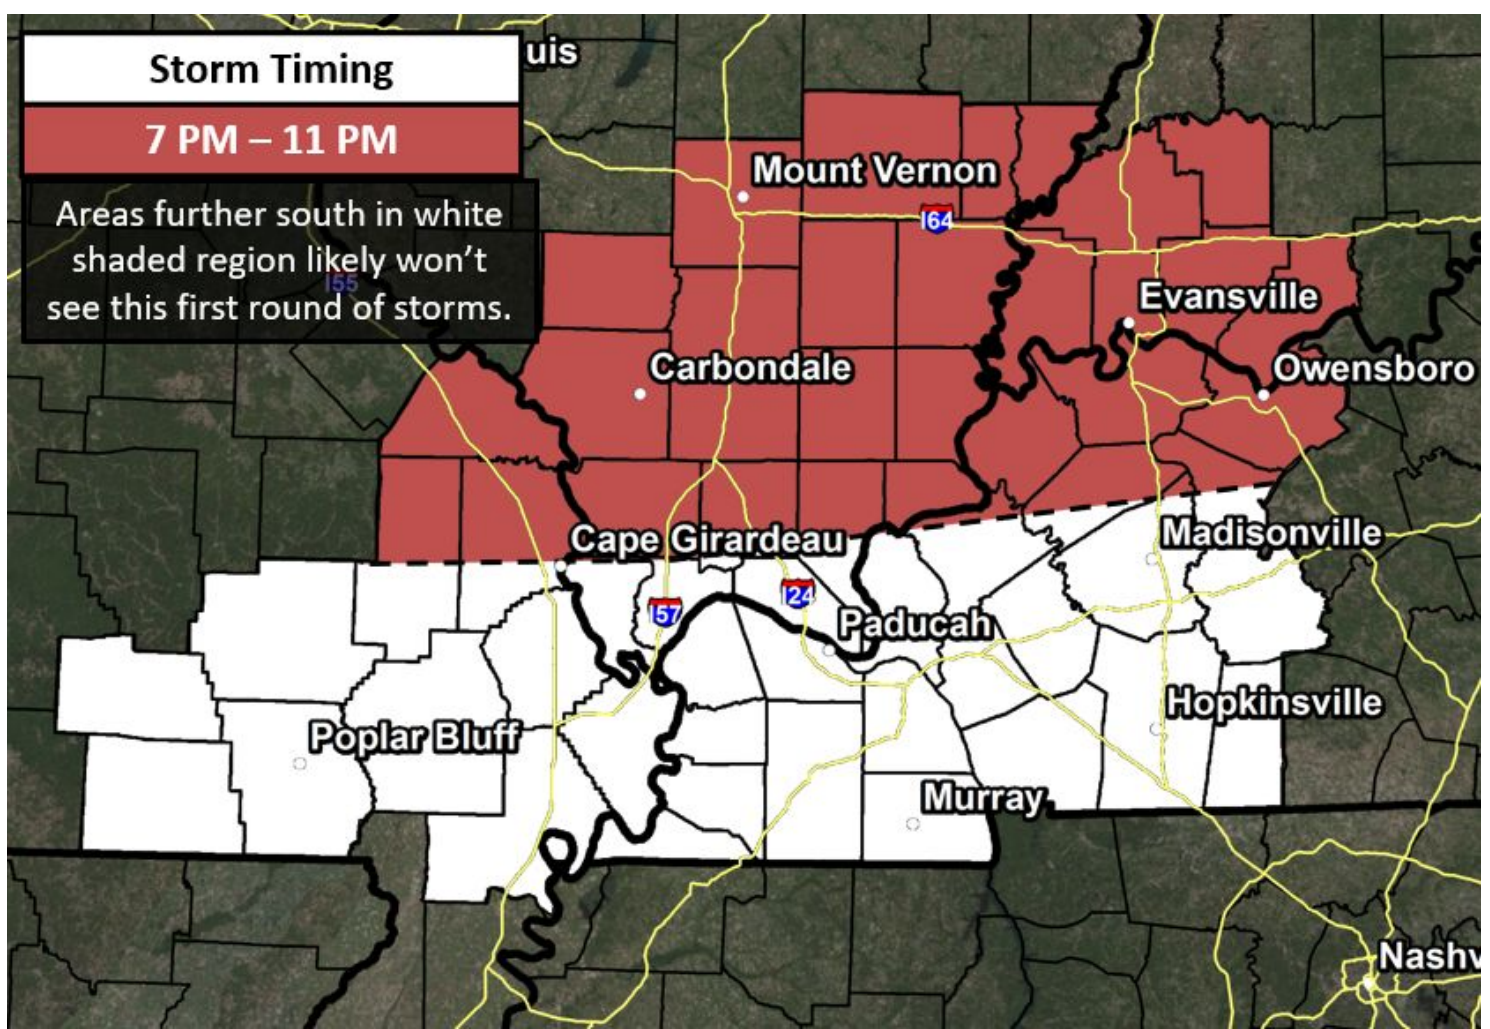 Storm Timing
7 PM – 11 PM
Areas further south in white
shaded region likely won't
see this first round of storms.
uis
Mount Vernon
I64
I55
Evansville
Carbondale
Owensboro
Cape Girardeau
Madisonville
I57
I24
Paducah
Hopkinsville
Poplar Bluff
Murray
Nashv